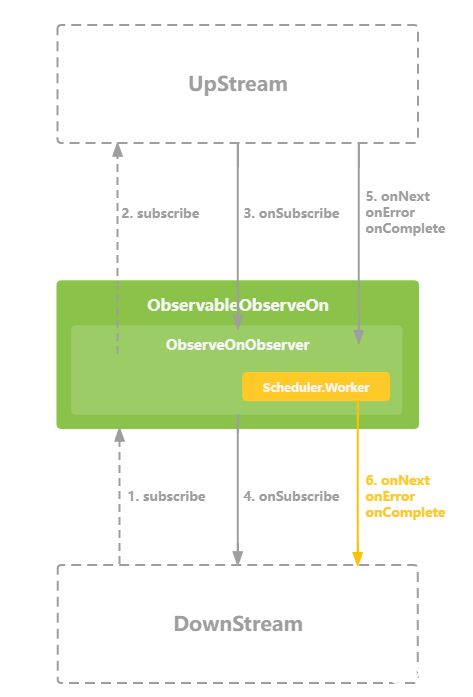 UpStream
2. subscribe
3. onSubscribe
5. onNext
onError
onComplete
ObservableObserveOn
ObserveOnObserver
Scheduler.Worker
1. subscribe
4. onSubscribe
6. onNext
onError
onComplete
DownStream